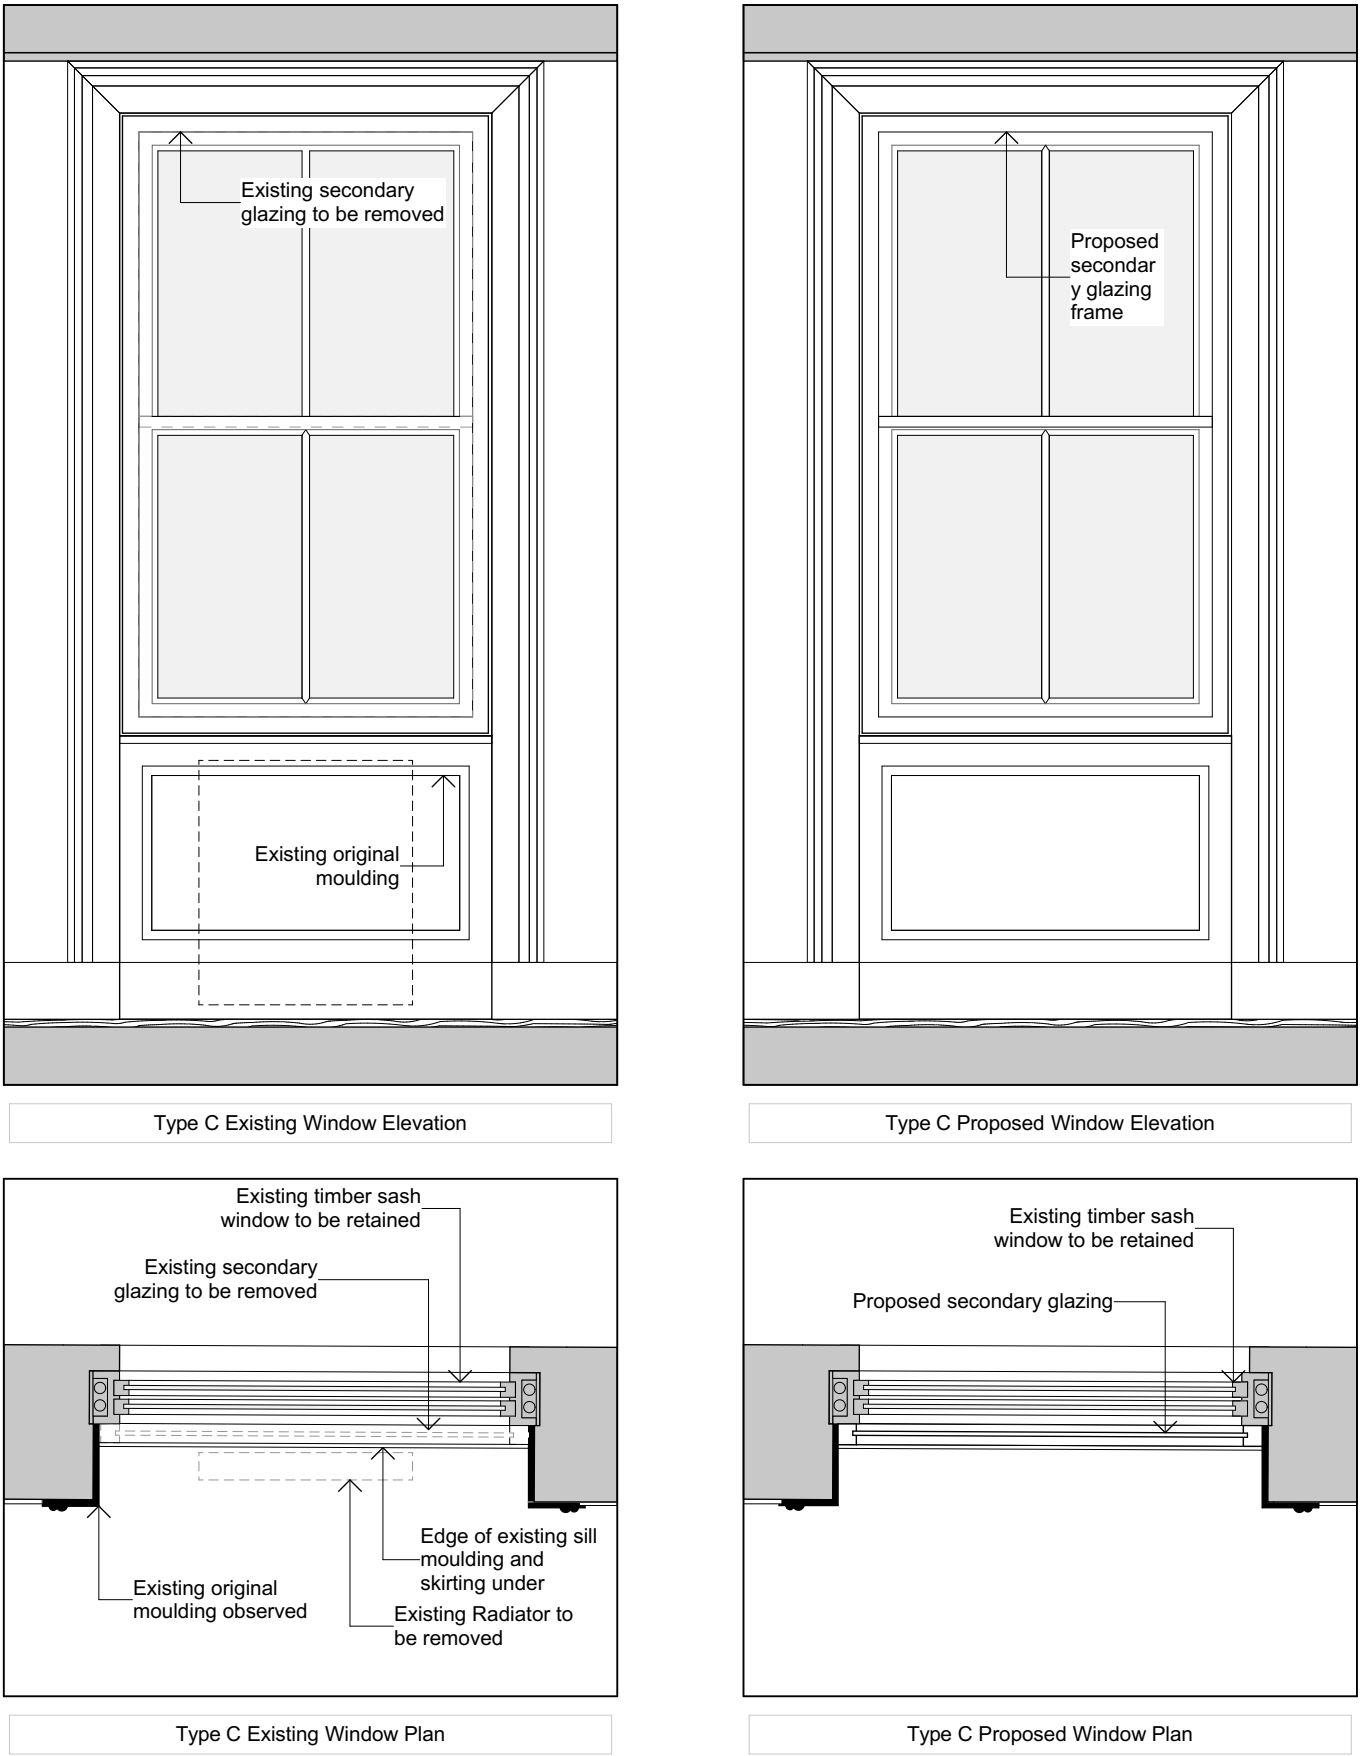 Existing secondary
glazing to be removed
Existing original
moulding
Type C Existing Window Elevation
Proposed
secondar
y glazing
frame
Type C Proposed Window Elevation
Existing timber sash
window to be retained
Existing secondary
glazing to be removed
Edge of existing sill
moulding and
skirting under
Existing original
moulding observed
Existing Radiator to
be removed
Type C Existing Window Plan
Existing timber sash
window to be retained
Proposed secondary glazing
Type C Proposed Window Plan